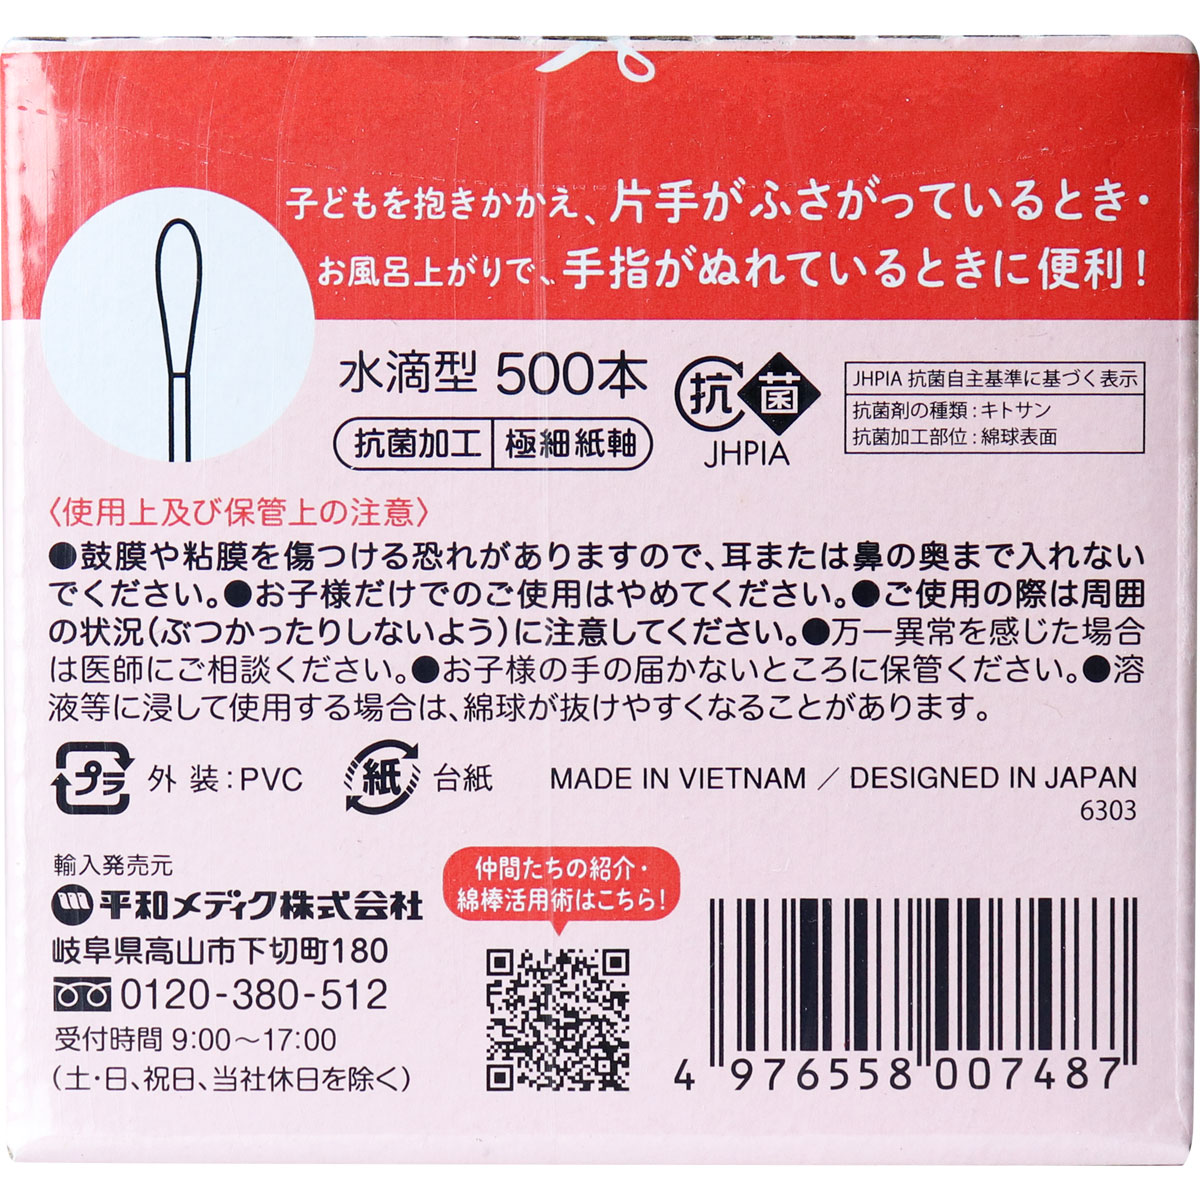 子どもを抱きかかえ、片手がふさがっているとき・
お風呂上がりで、手指がぬれているときに便利！
水滴型 500本
抗菌加工 極細紙軸
抗菌
JHPIA
JHPIA 抗菌自主基準に基づく表示
抗菌剤の種類：キトサン
抗菌加工部位：綿球表面
〈使用上及び保管上の注意〉
●鼓膜や粘膜を傷つける恐れがありますので、耳または鼻の奥まで入れない
でください。●お子様だけでのご使用はやめてください。●ご使用の際は周囲
の状況（ぶつかったりしないよう）に注意してください。●万一異常を感じた場合
は医師にご相談ください。●お子様の手の届かないところに保管ください。●溶
液等に浸して使用する場合は、綿球が抜けやすくなることがあります。
プラ 外装：PVC 紙 台紙 MADE IN VIETNAM ／ DESIGNED IN JAPAN
6303
輸入発売元
平和メディク株式会社
岐阜県高山市下切町180
0120-380-512
受付時間 9:00～17:00
（土・日、祝日、当社休日を除く）
仲間たちの紹介・
綿棒活用術はこちら！
4 976558 007487